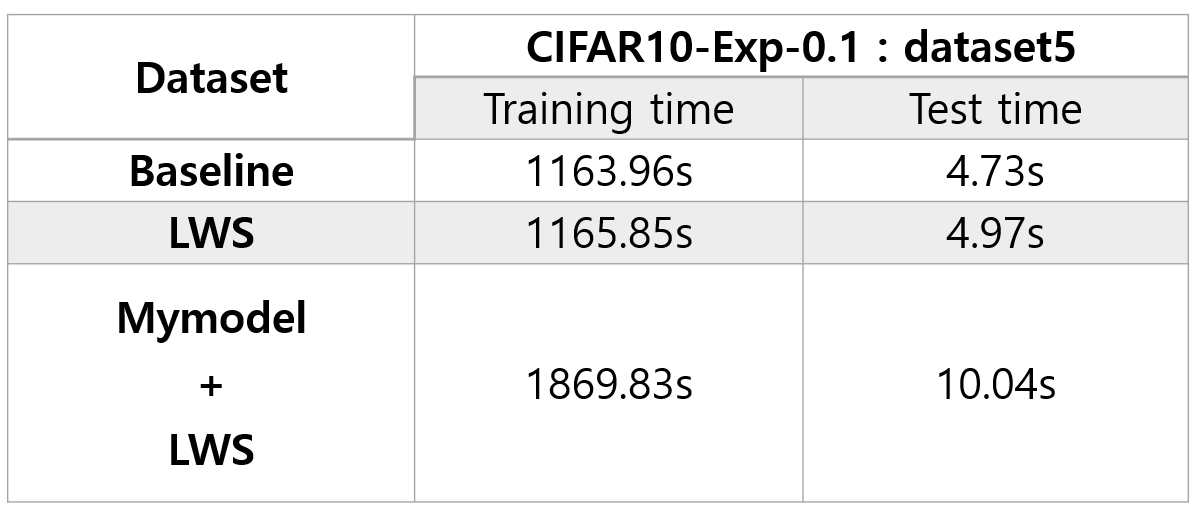 Dataset
CIFAR10-Exp-0.1 : dataset5
Training time
Test time
Baseline
1163.96s
4.73s
LWS
1165.85s
4.97s
Mymodel
+
LWS
1869.83s
10.04s